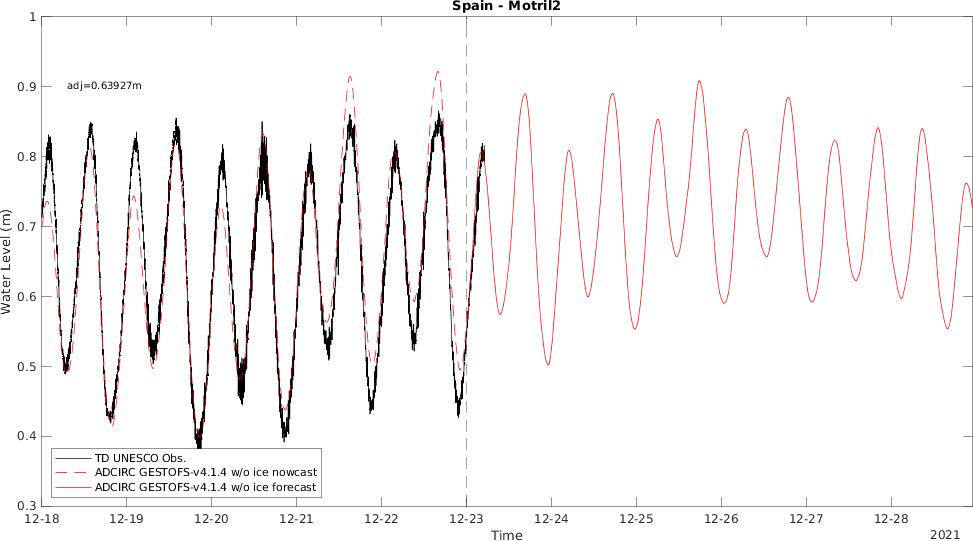 Spain - Motril2
adj=0.63927m
1
0.9
0.8
0.7
0.6
0.5
0.4
0.3
Water Level (m)
TD UNESCO Obs.
ADCIRC GESTOFS-v4.1.4 w/o ice nowcast
ADCIRC GESTOFS-v4.1.4 w/o ice forecast
12-18 12-19 12-20 12-21 12-22 12-23 12-24 12-25 12-26 12-27 12-28
Time
2021